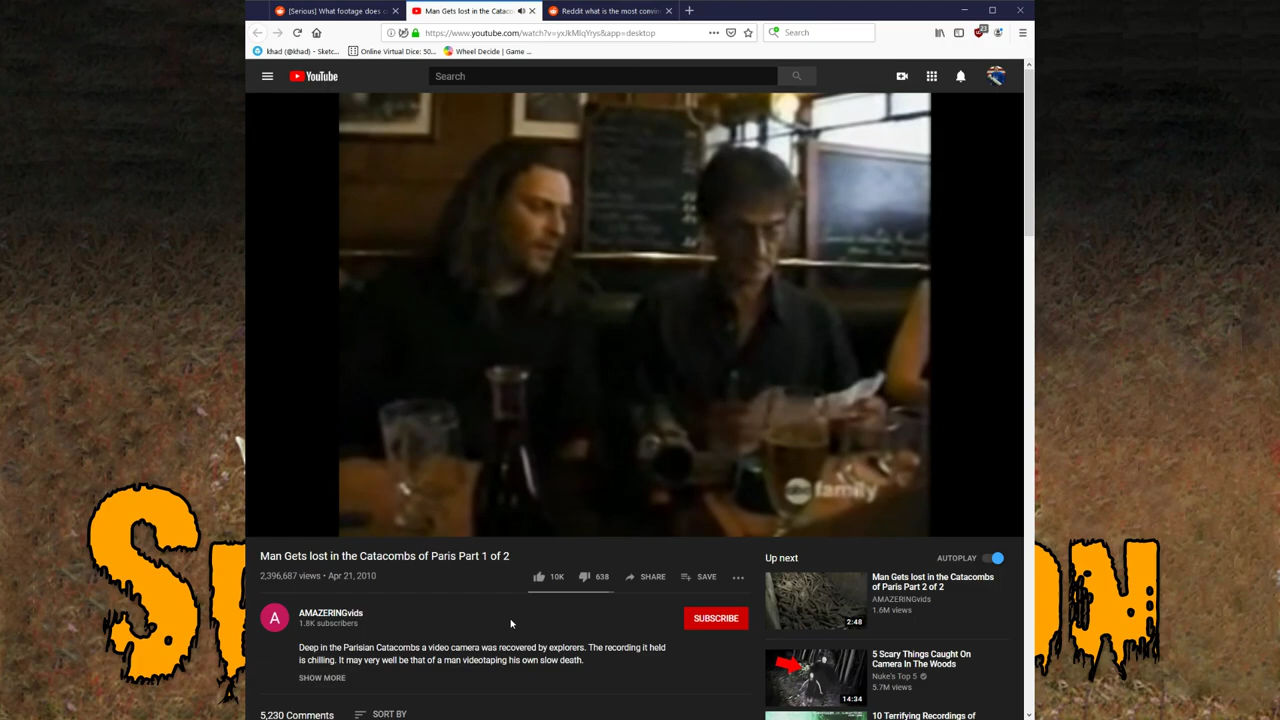 [Serious] What footage does
Man Gets lost in the Catacom
Reddit what is the most convin
https://www.youtube.com/watch?v=yxJkMlqYrys&app=desktop
Search
23
khad (@khad) - Sketc...
Online Virtual Dice: 50...
Wheel Decide | Game ...
YouTube
Search
abc family
Man Gets lost in the Catacombs of Paris Part 1 of 2
2,396,687 views • Apr 21, 2010
10K
638
SHARE
SAVE
A
AMAZERINGvids
1.8K subscribers
SUBSCRIBE
Deep in the Parisian Catacombs a video camera was recovered by explorers. The recording it held
is chilling. It may very well be that of a man videotaping his own slow death.
SHOW MORE
5,230 Comments
SORT BY
Up next
AUTOPLAY
Man Gets lost in the Catacombs
of Paris Part 2 of 2
AMAZERINGvids
1.6M views
2:48
5 Scary Things Caught On
Camera In The Woods
Nuke's Top 5
5.7M views
14:34
10 Terrifying Recordings of